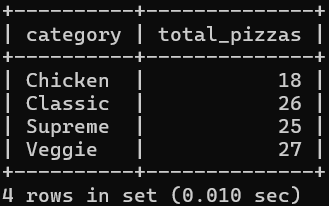 +----------+--------------+
| category | total_pizzas |
+----------+--------------+
| Chicken  |           18 |
| Classic  |           26 |
| Supreme  |           25 |
| Veggie   |           27 |
+----------+--------------+
4 rows in set (0.010 sec)